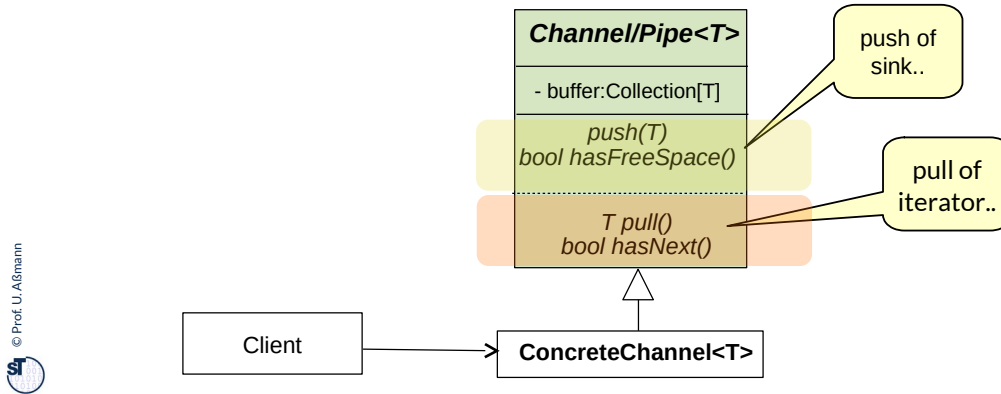 Channel/Pipe<T>
- buffer:Collection[T]
push(T)
bool hasFreeSpace()
T pull()
bool hasNext()
push of
sink..
pull of
iterator..
Client
ConcreteChannel<T>
© Prof. U. Aßmann
ST